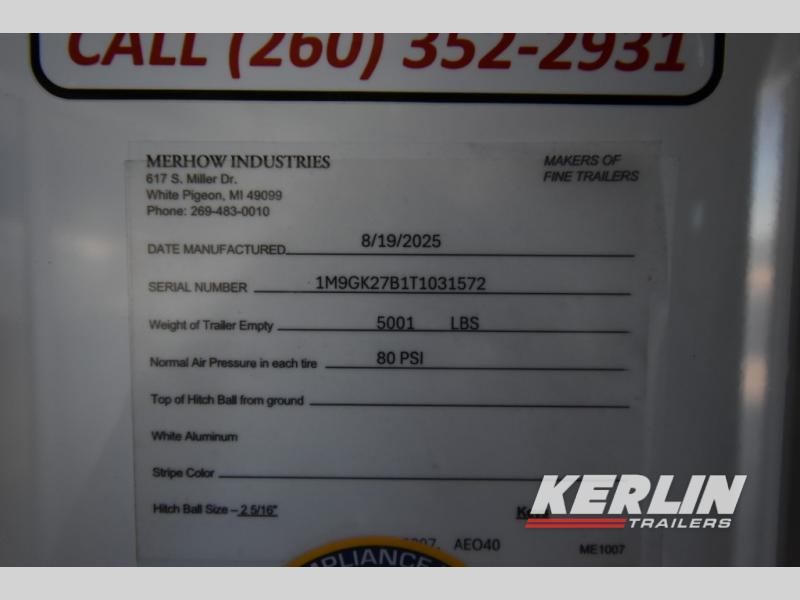 CALL (260) 352-2931
MERHOW INDUSTRIES
MAKERS OF
FINE TRAILERS
617 S. Miller Dr.
White Pigeon, MI 49099
Phone: 269-483-0010
DATE MANUFACTURED 8/19/2025
SERIAL NUMBER 1M9GK27B1T1031572
Weight of Trailer Empty 5001 LBS
Normal Air Pressure in each tire 80 PSI
Top of Hitch Ball from ground
White Aluminum
Stripe Color
Hitch Ball Size – 2 5/16"
AEO40
ME1007
KERLIN
TRAILERS